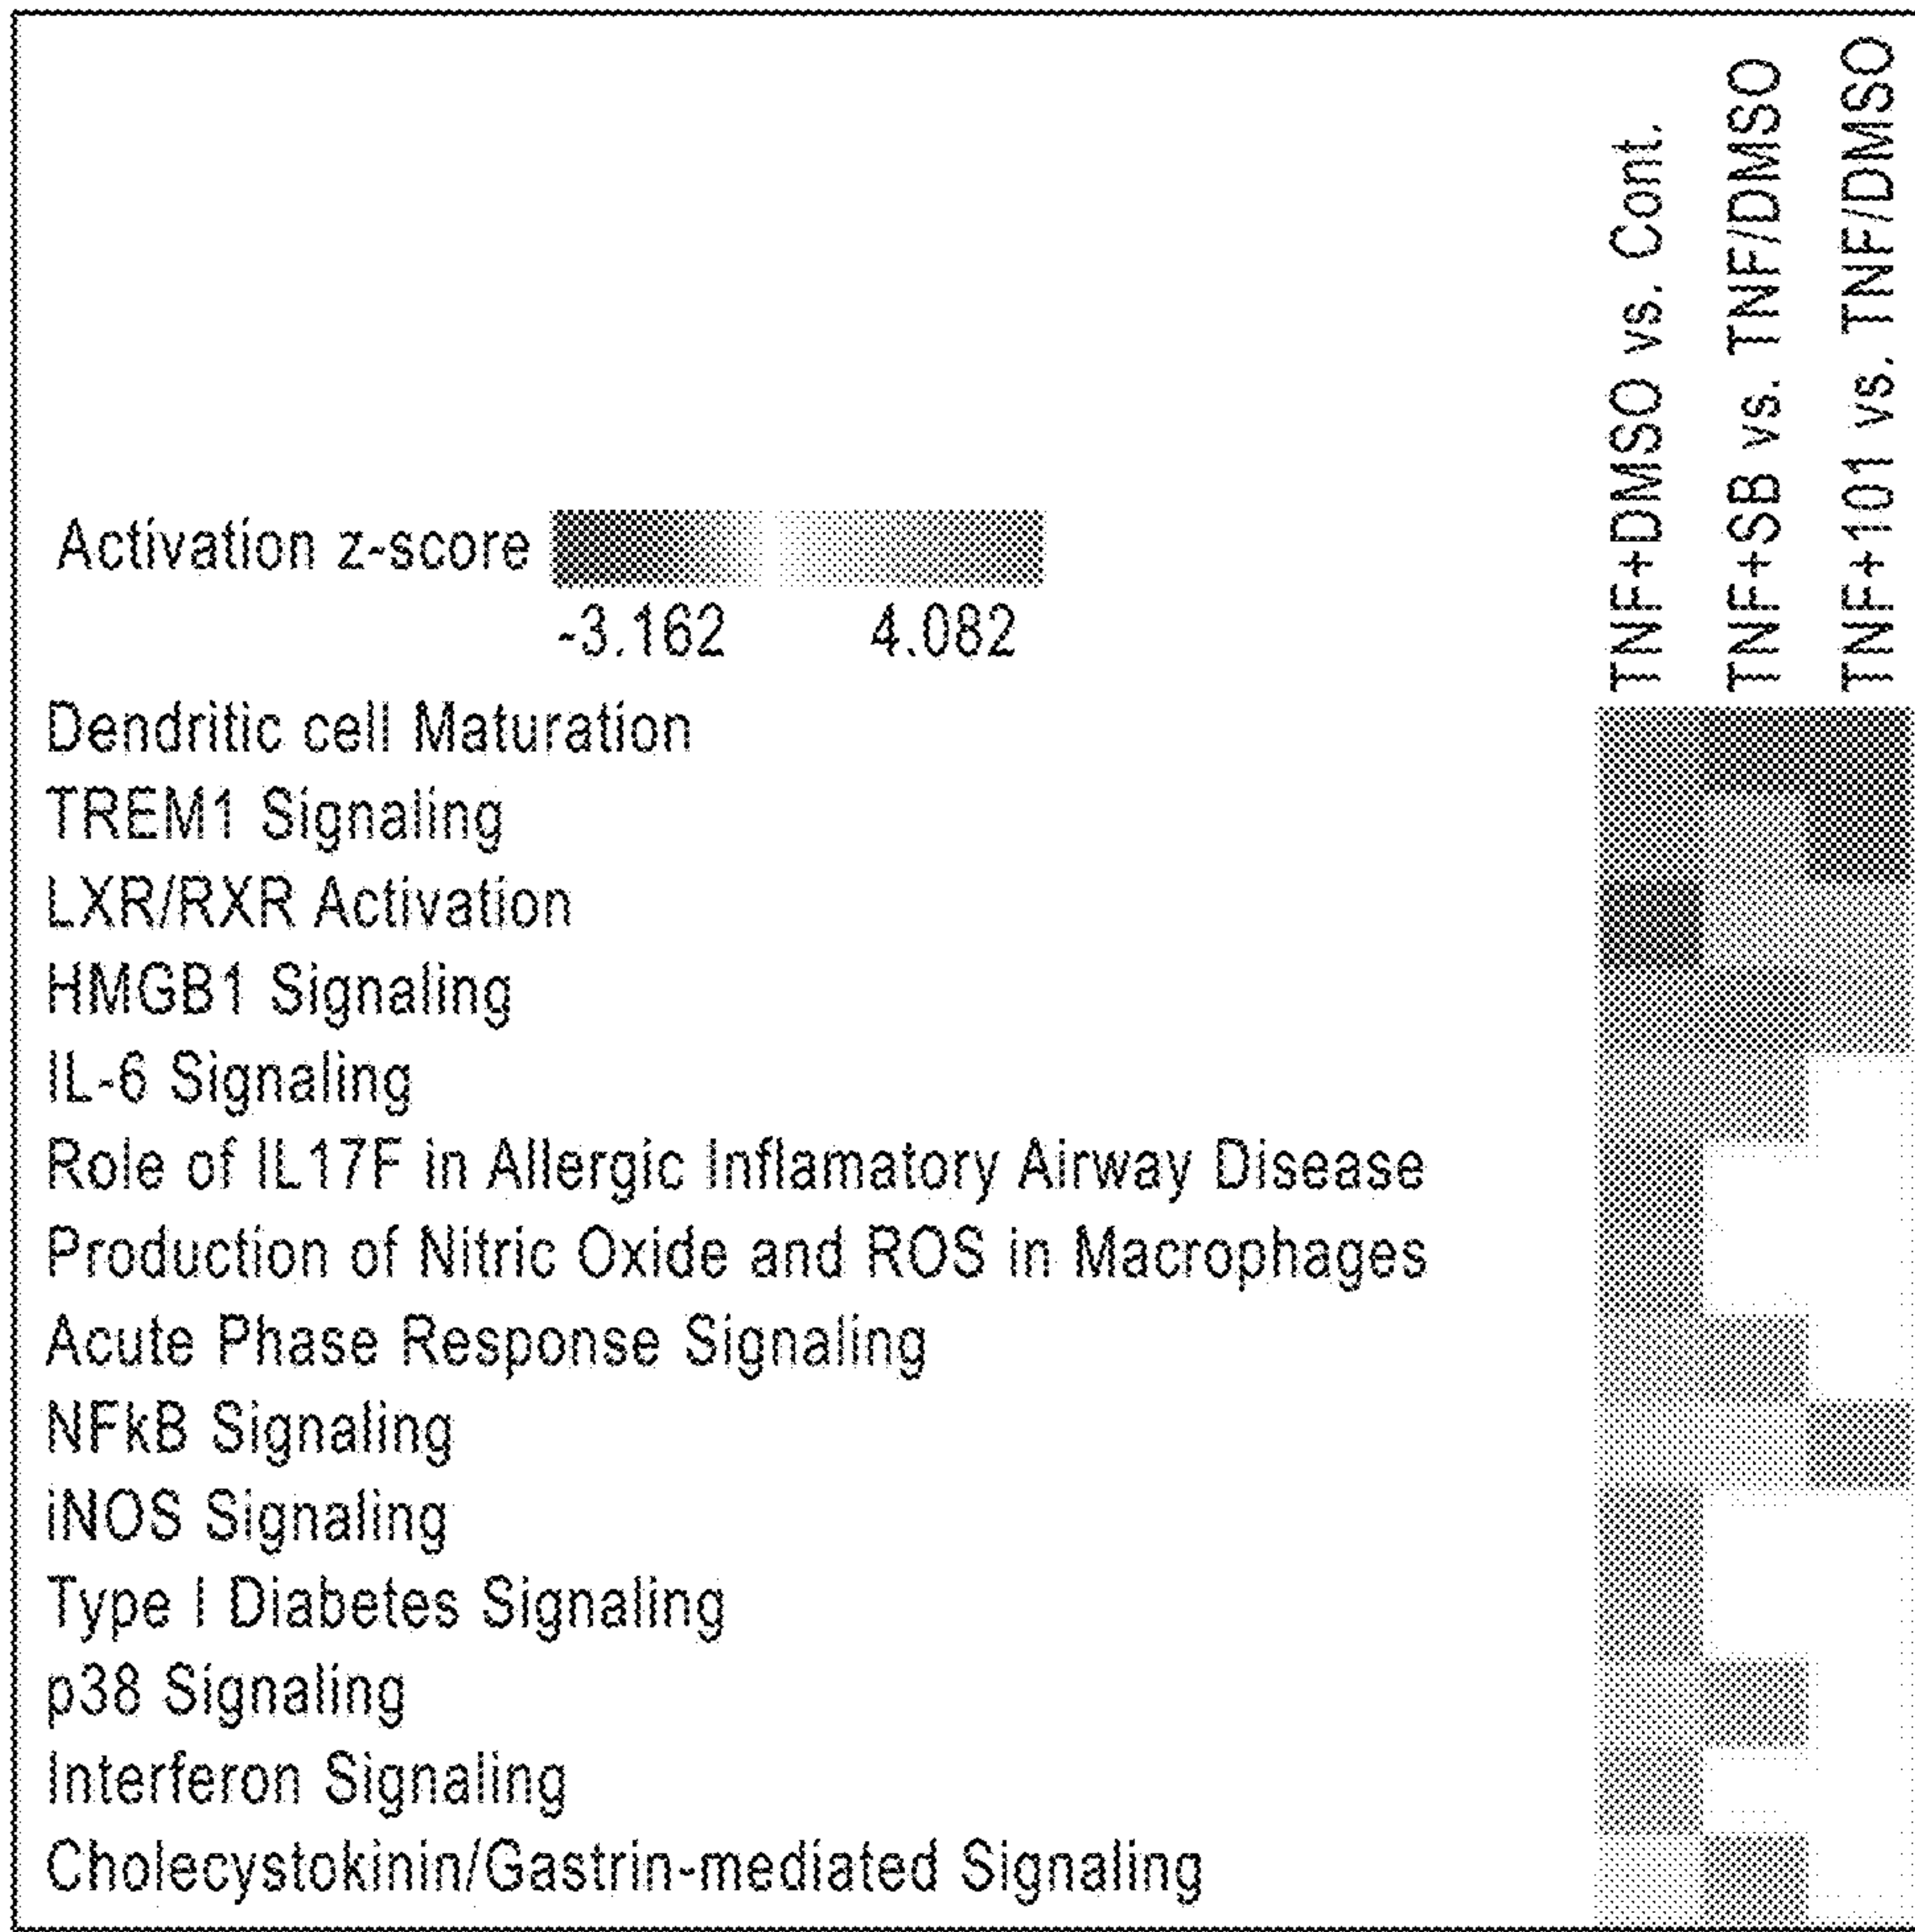 TNF+DMSO vs. Cont.
TNF+SB vs. TNF/DMSO
TNF+101 vs. TNF/DMSO
Activation z-score
-3.162 4.082
Dendritic cell Maturation
TREM1 Signaling
LXR/RXR Activation
HMGB1 Signaling
IL-6 Signaling
Role of IL17F in Allergic Inflamatory Airway Disease
Production of Nitric Oxide and ROS in Macrophages
Acute Phase Response Signaling
NFkB Signaling
iNOS Signaling
Type I Diabetes Signaling
p38 Signaling
Interferon Signaling
Cholecystokinin/Gastrin-mediated Signaling